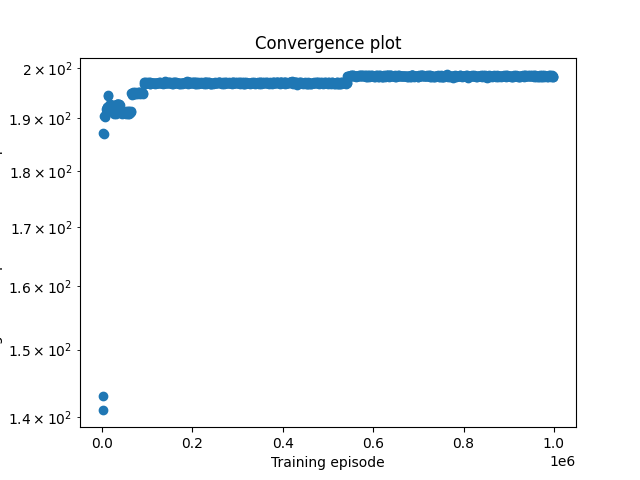 Convergence plot
2 × 10²
1.9 × 10²
1.8 × 10²
1.7 × 10²
1.6 × 10²
1.5 × 10²
1.4 × 10²
0.0 0.2 0.4 0.6 0.8 1.0
1e6
Training episode